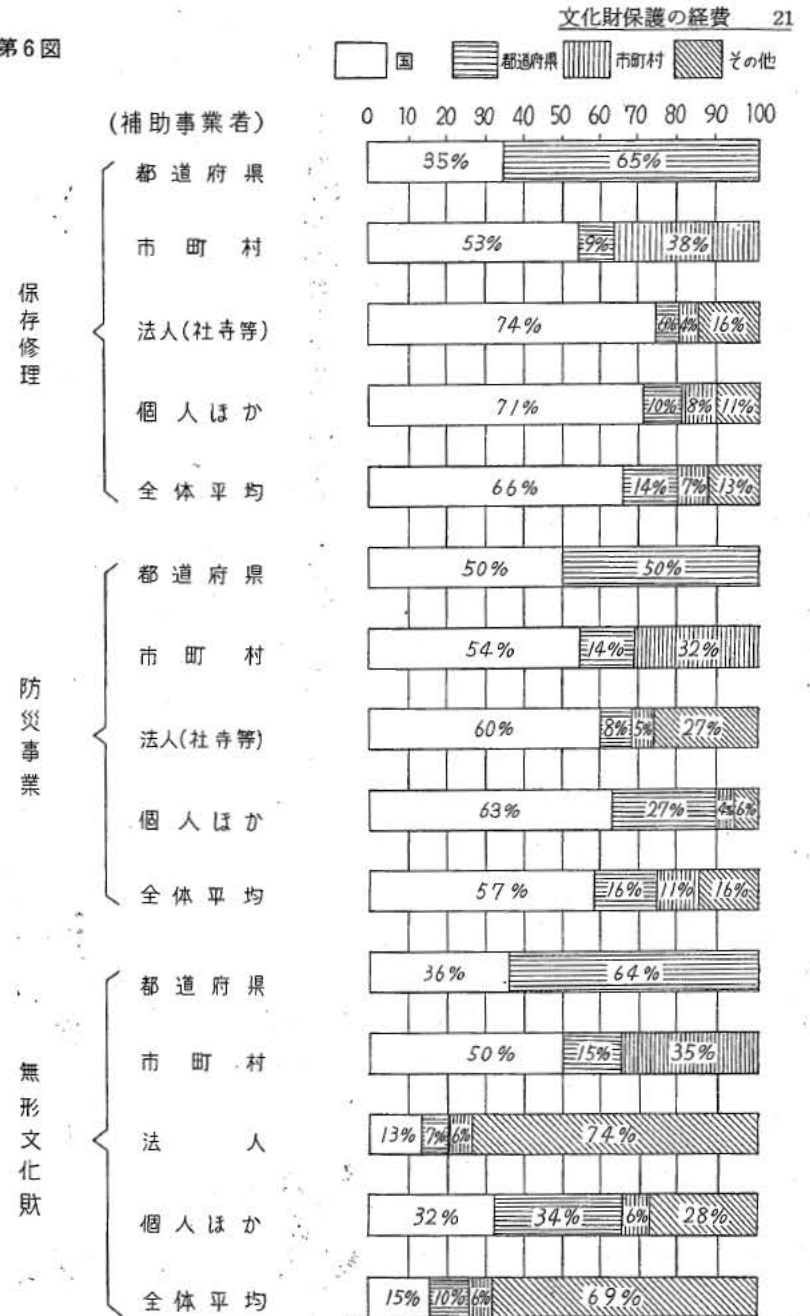 文化財保護の経費 21
第6図
国 都道府県 市町村 その他
(補助事業者) 0 10 20 30 40 50 60 70 80 90 100
保存修理
都道府県 35% 65%
市町村 53% 9% 38%
法人(社寺等) 74% 6% 4% 16%
個人ほか 71% 10% 8% 11%
全体平均 66% 14% 7% 13%
防災事業
都道府県 50% 50%
市町村 54% 14% 32%
法人(社寺等) 60% 8% 5% 27%
個人ほか 63% 27% 4% 6%
全体平均 57% 16% 11% 16%
無形文化財
都道府県 36% 64%
市町村 50% 15% 35%
法人 13% 7% 6% 74%
個人ほか 32% 34% 6% 28%
全体平均 15% 10% 6% 69%